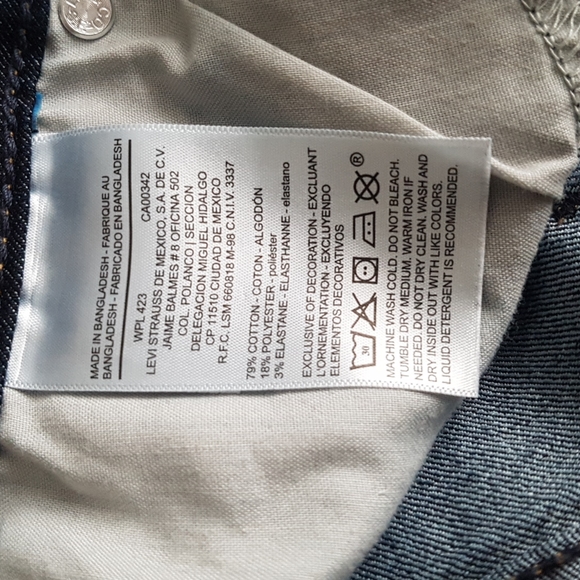 MADE IN BANGLADESH - FABRIQUE AU
BANGLADESH - FABRICADO EN BANGLADESH
WPL 423 CA00342
LEVI STRAUSS DE MEXICO, S.A. DE C.V.
JAIME BALMES # 8 OFICINA 502
COL. POLANCO I SECCION
DELEGACION MIGUEL HIDALGO
CP 11510 CIUDAD DE MEXICO
R.F.C. LSM 660818 M-98 C.N.I.V. 3337
79% COTTON - COTON - ALGODÓN
18% POLYESTER - poliéster
3% ELASTANE - ELASTHANNE - elastano
EXCLUSIVE OF DECORATION - EXCLUANT
L'ORNEMENTATION - EXCLUYENDO
ELEMENTOS DECORATIVOS
30 ®
MACHINE WASH COLD. DO NOT BLEACH.
TUMBLE DRY MEDIUM. WARM IRON IF
NEEDED. DO NOT DRY CLEAN. WASH AND
DRY INSIDE OUT WITH LIKE COLORS.
LIQUID DETERGENT IS RECOMMENDED.